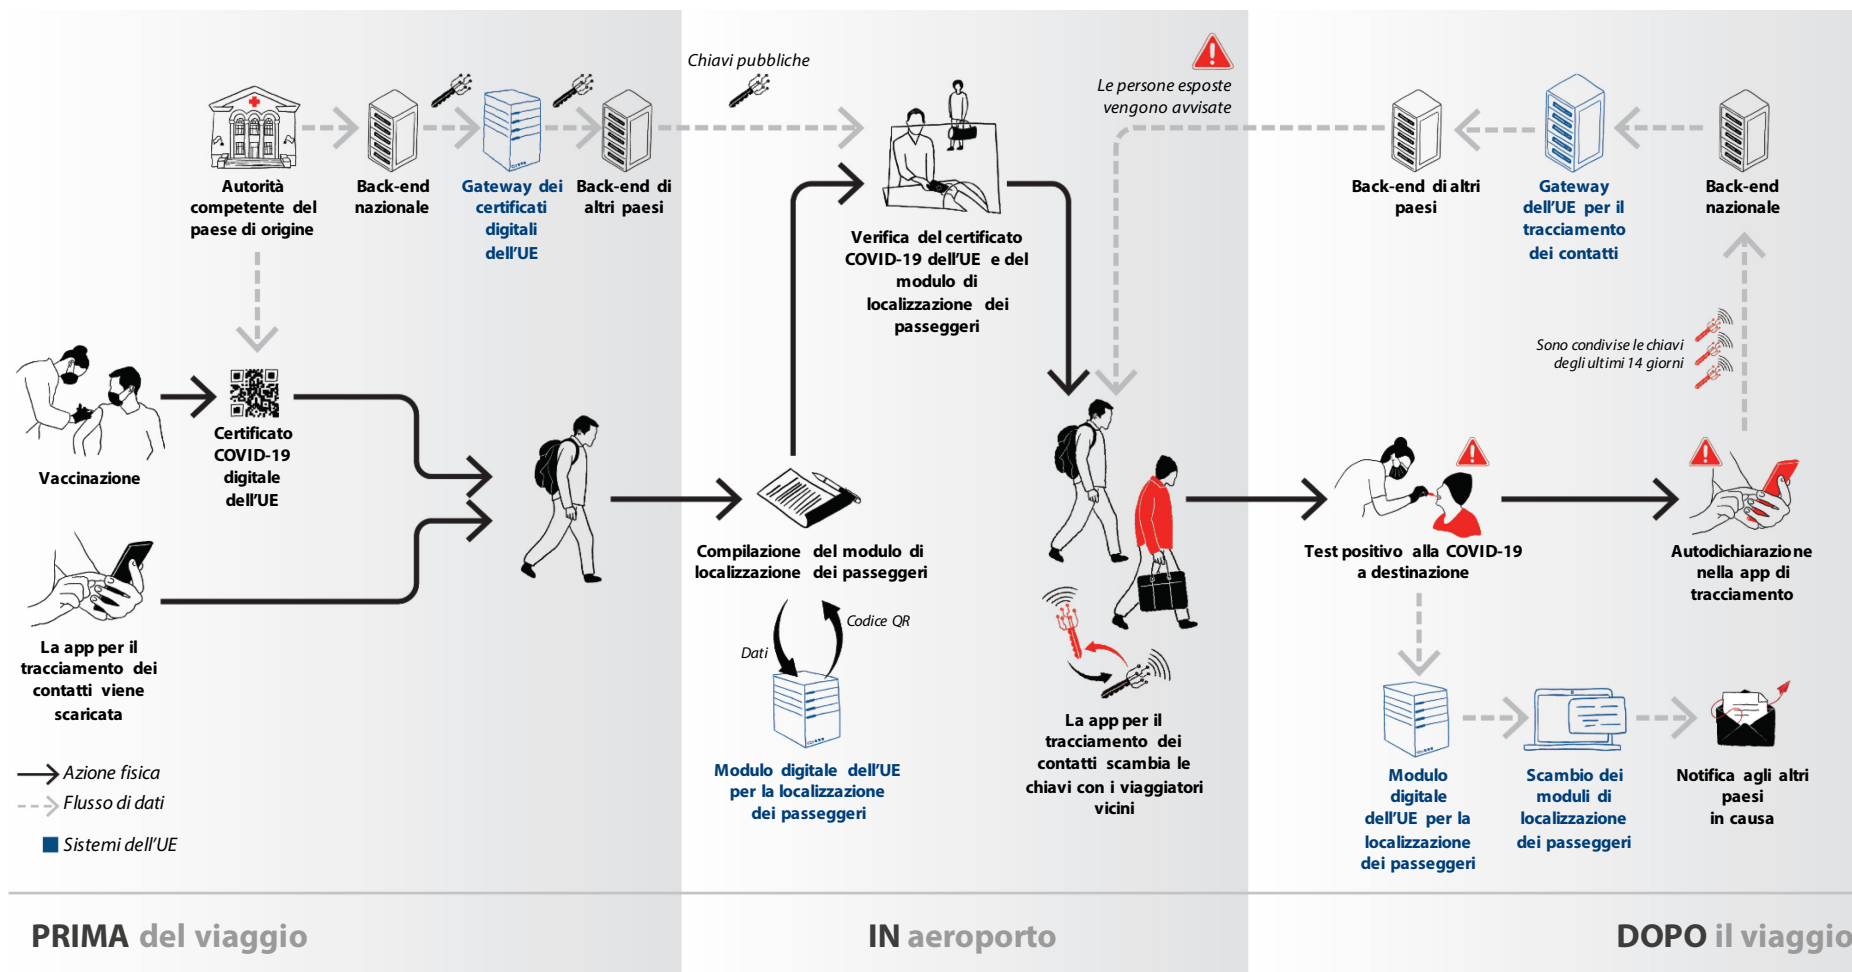 Chiavi pubbliche
Le persone esposte
vengono avvisate
Autorità
competente del
paese di origine
Back-end
nazionale
Gateway dei
certificati
digitali
dell'UE
Back-end di
altri paesi
Verifica del certificato
COVID-19 dell'UE e del
modulo di
localizzazione dei
passeggeri
Back-end di altri
paesi
Gateway
dell'UE per il
tracciamento
dei contatti
Back-end
nazionale
Sono condivise le chiavi
degli ultimi 14 giorni
Vaccinazione
Certificato
COVID-19
digitale
dell'UE
La app per il
tracciamento dei
contatti viene
scaricata
Compilazione del modulo di
localizzazione dei passeggeri
Dati
Codice QR
Modulo digitale dell'UE
per la localizzazione
dei passeggeri
La app per il
tracciamento dei
contatti scambia le
chiavi con i viaggiatori
vicini
Test positivo alla COVID-19
a destinazione
Autodichiarazione
nella app di
tracciamento
Modulo
digitale
dell'UE per la
localizzazione
dei passeggeri
Scambio dei
moduli di
localizzazione
dei passeggeri
Notifica agli altri
paesi
in causa
Azione fisica
Flusso di dati
Sistemi dell'UE
PRIMA del viaggio
IN aeroporto
DOPO il viaggio